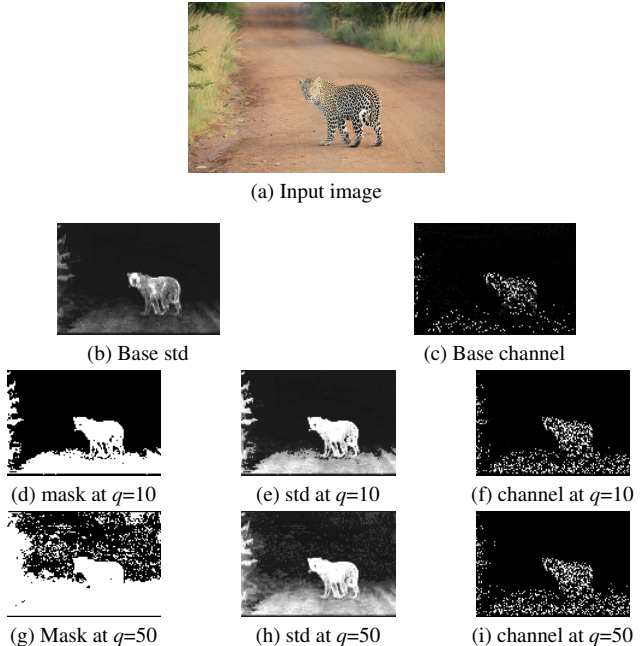 (a) Input image
(b) Base std
(c) Base channel
(d) mask at q=10
(e) std at q=10
(f) channel at q=10
(g) Mask at q=50
(h) std at q=50
(i) channel at q=50